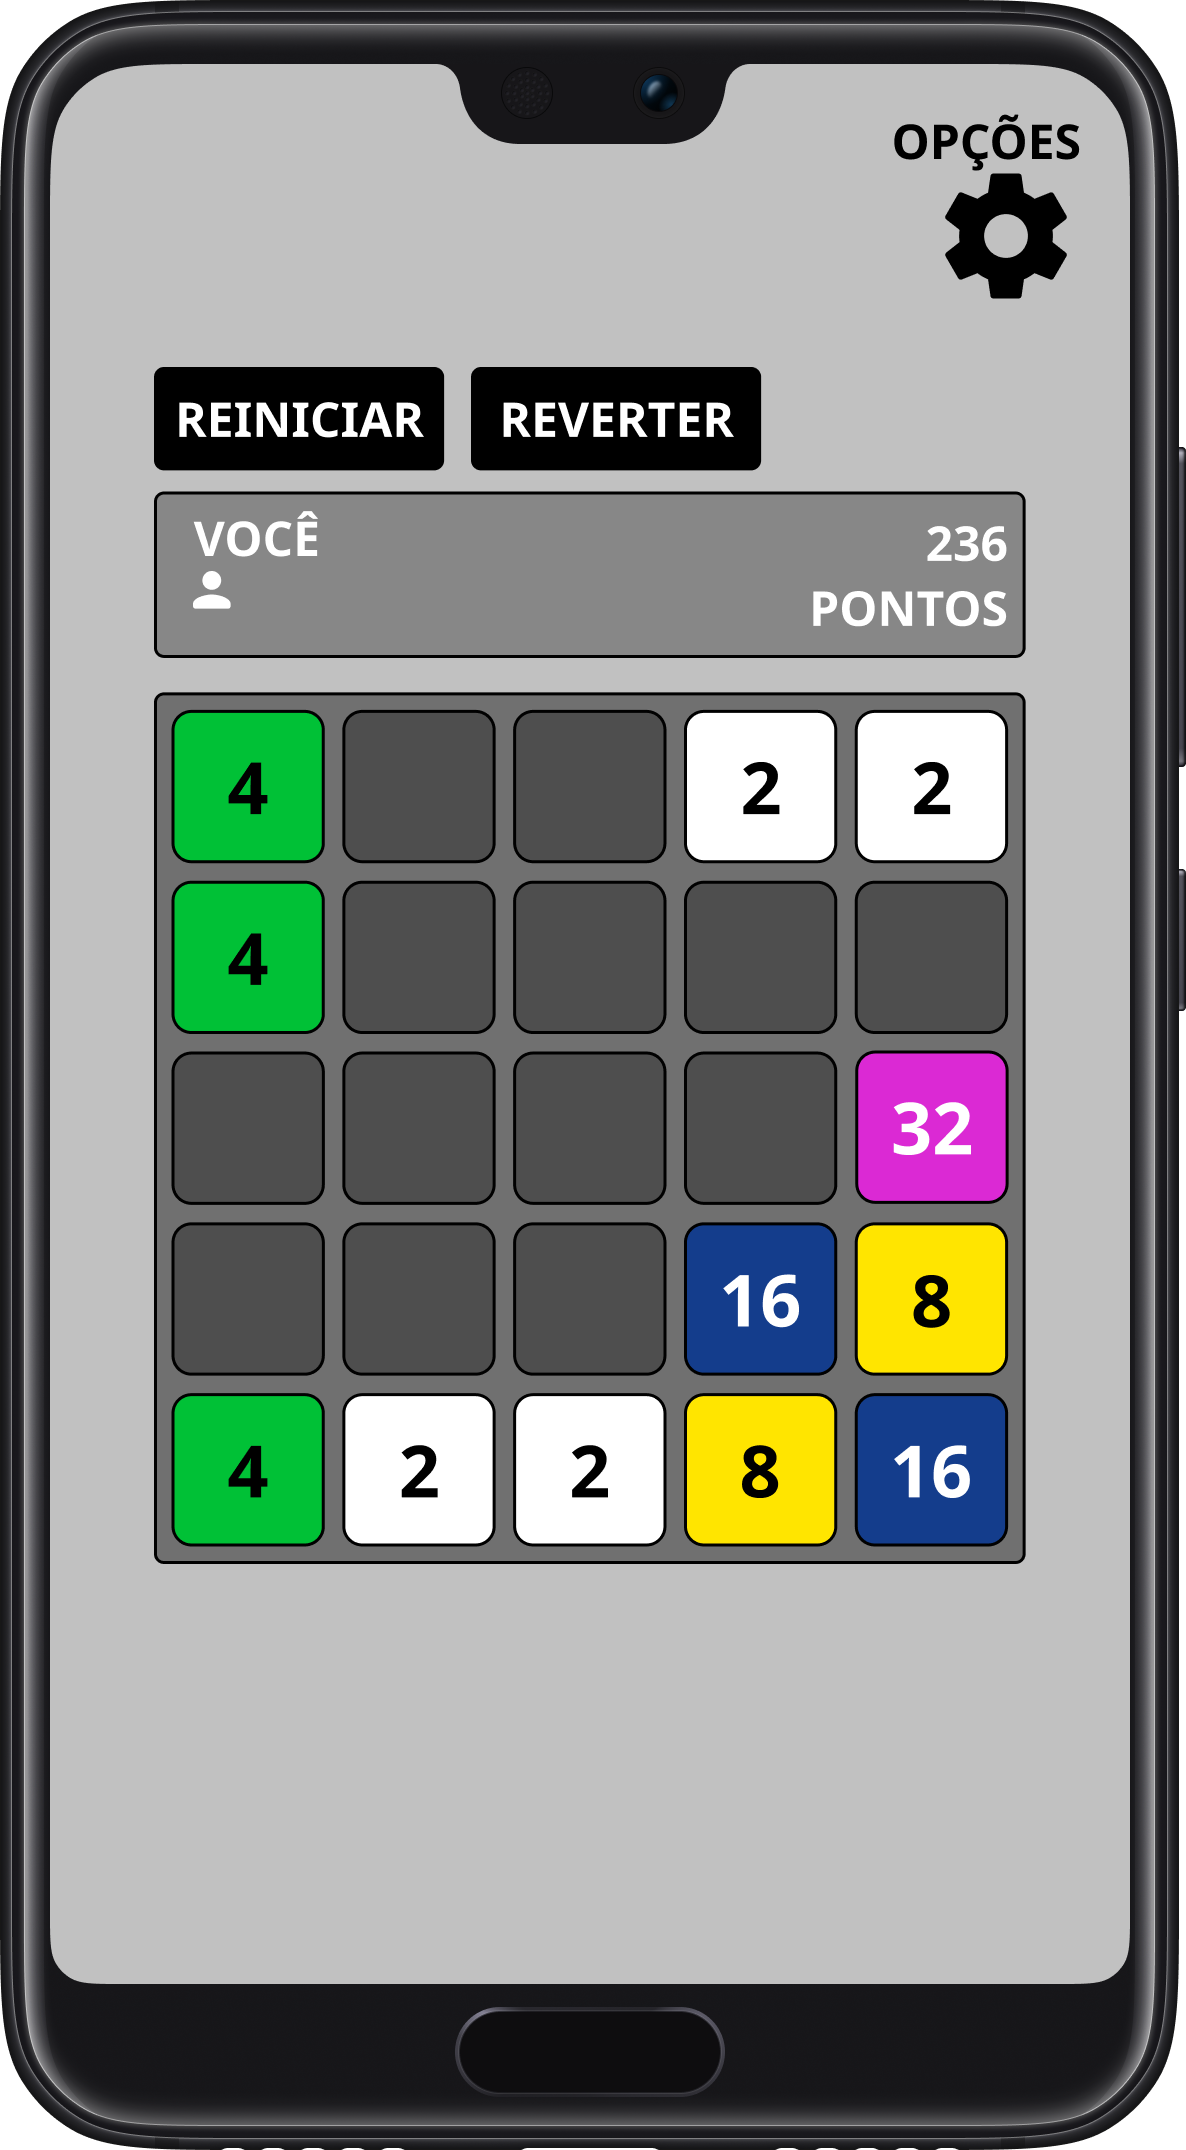 OPÇÕES
REINICIAR REVERTER
VOCÊ 236
PONTOS
4 2 2
4
32
16 8
4 2 2 8 16